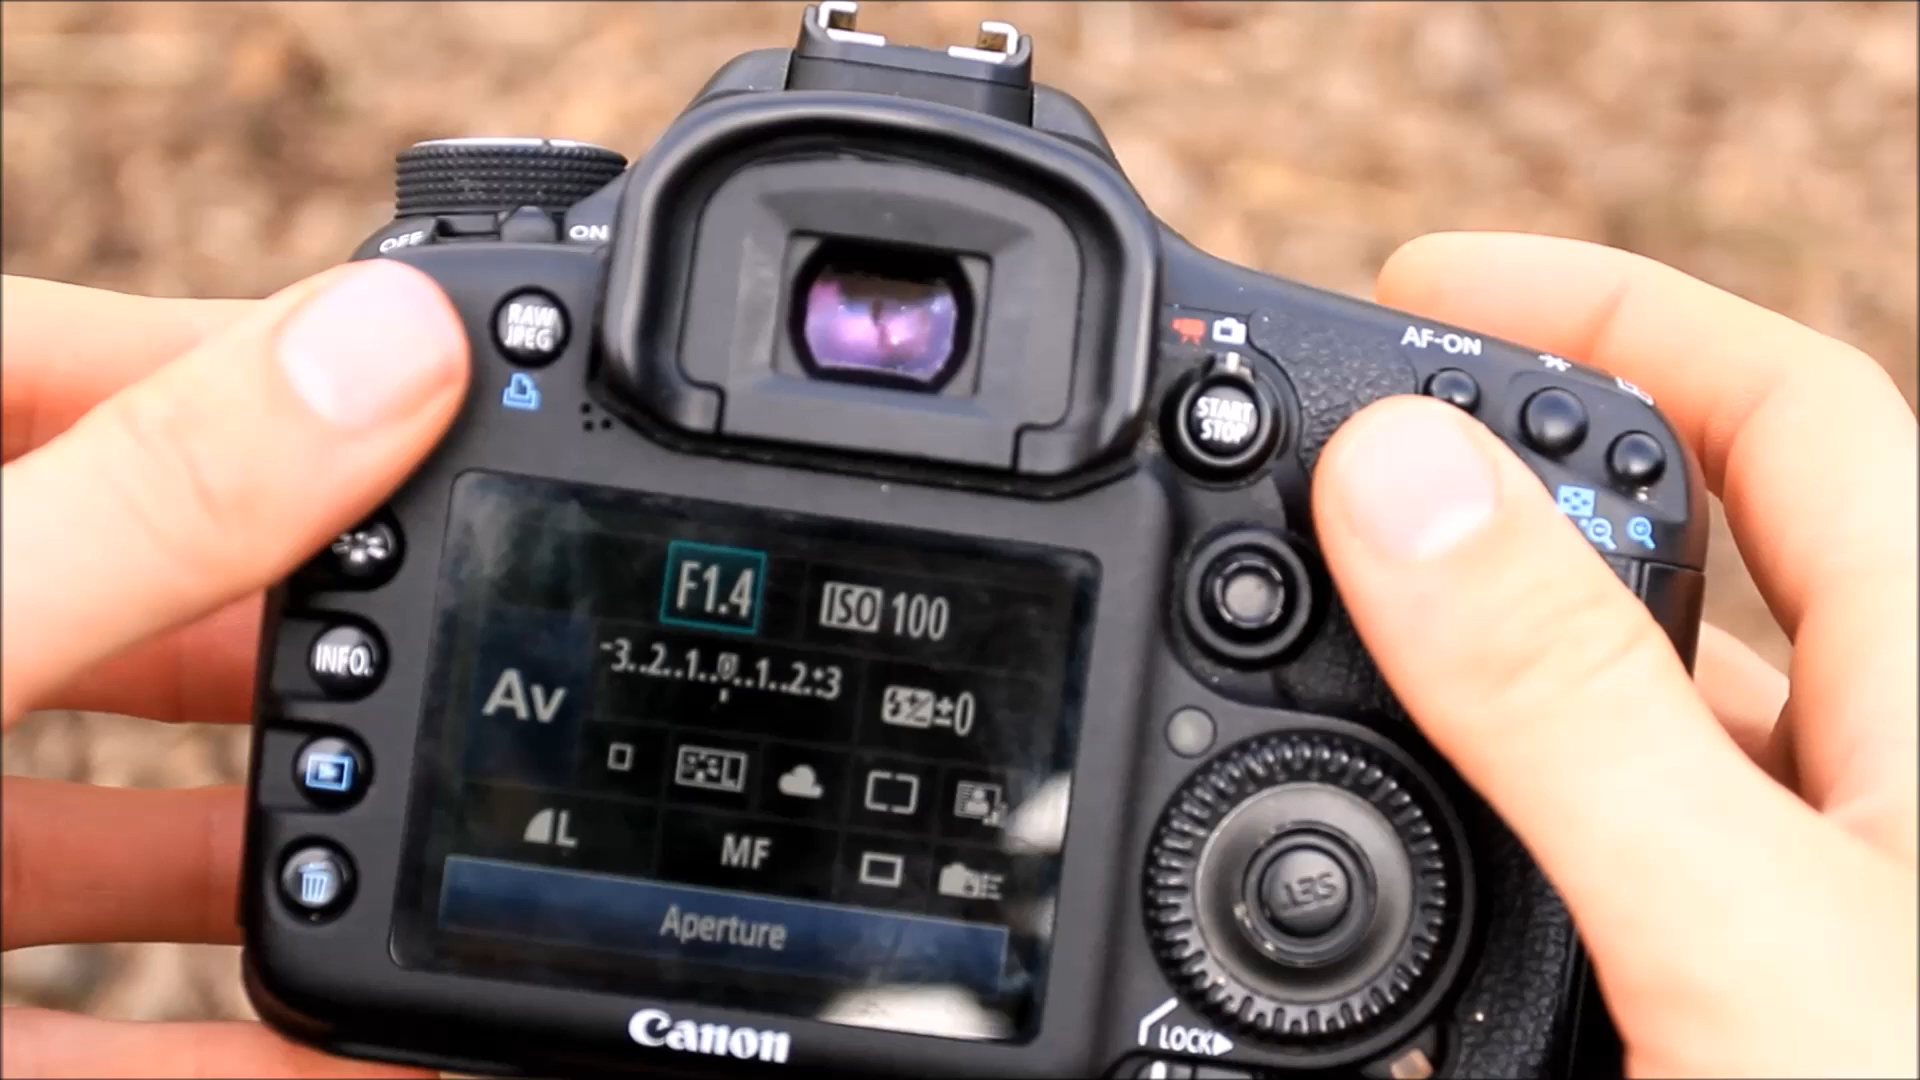 OFF ON
RAW
JPEG
AF-ON
START
STOP
INFO.
F1.4
ISO 100
-3..2..1..0..1..2.:+3
±0
Av
L
MF
Aperture
SET
Canon
LOCK▶